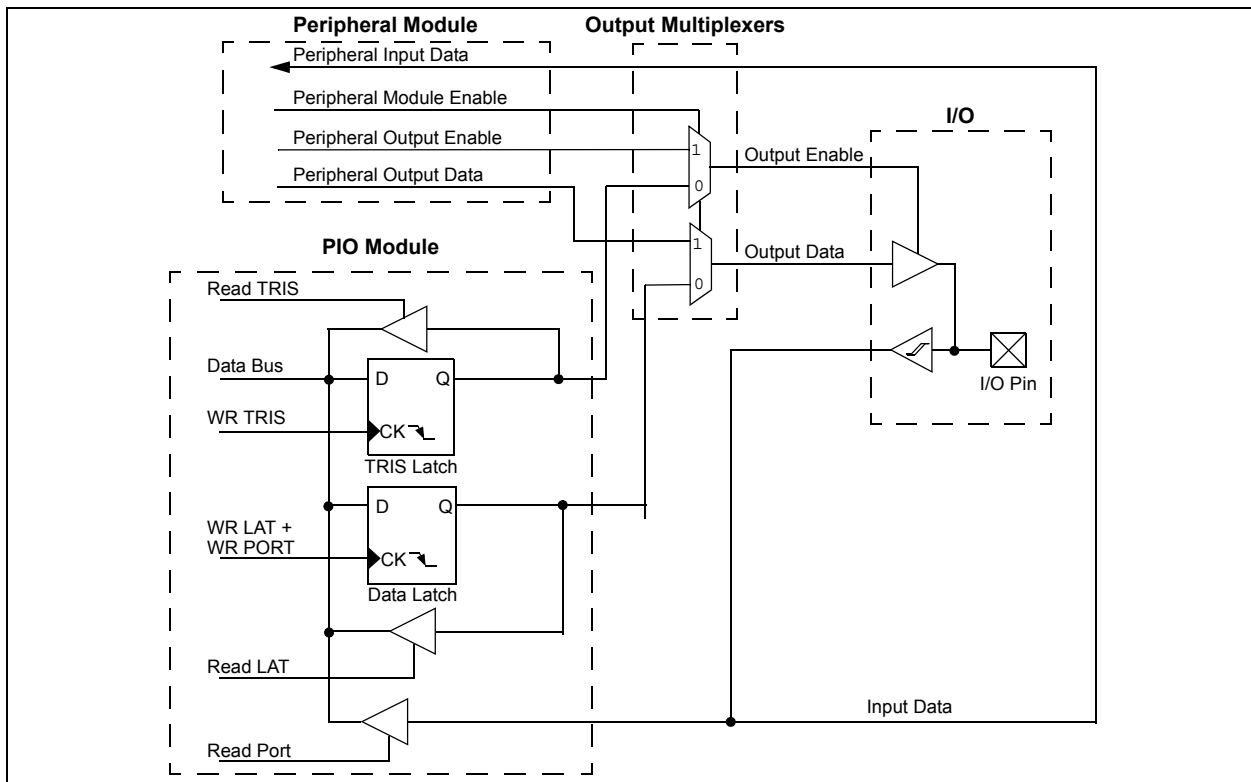 Peripheral Module
Output Multiplexers
Peripheral Input Data
Peripheral Module Enable
I/O
Peripheral Output Enable
1
Output Enable
Peripheral Output Data
0
PIO Module
1
Output Data
0
Read TRIS
Data Bus
D
Q
I/O Pin
WR TRIS
CK
TRIS Latch
D
Q
WR LAT +
WR PORT
CK
Data Latch
Read LAT
Input Data
Read Port